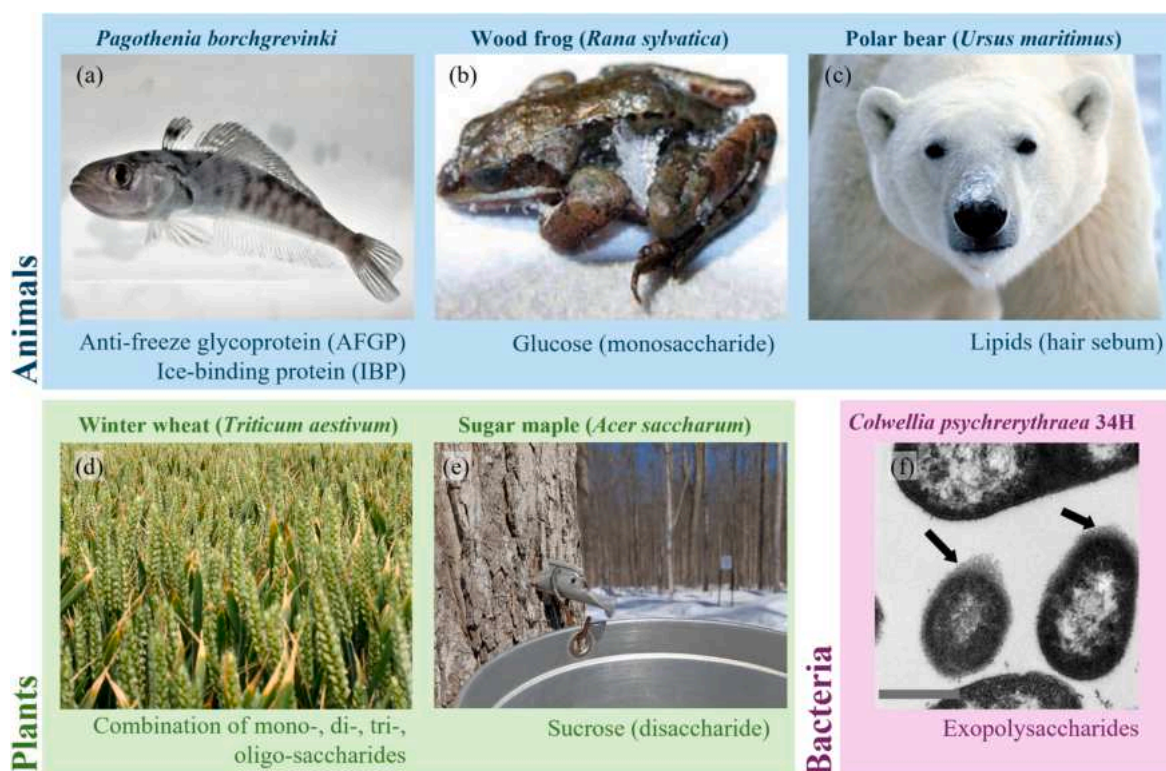 Pagothenia borchgrevinki
Wood frog (Rana sylvatica)
Polar bear (Ursus maritimus)
(a)
(b)
(c)
Animals
Anti-freeze glycoprotein (AFGP)
Ice-binding protein (IBP)
Glucose (monosaccharide)
Lipids (hair sebum)
Winter wheat (Triticum aestivum)
Sugar maple (Acer saccharum)
Colwellia psychrerythraea 34H
(d)
(e)
(f)
Plants
Combination of mono-, di-, tri-,
oligo-saccharides
Sucrose (disaccharide)
Bacteria
Exopolysaccharides